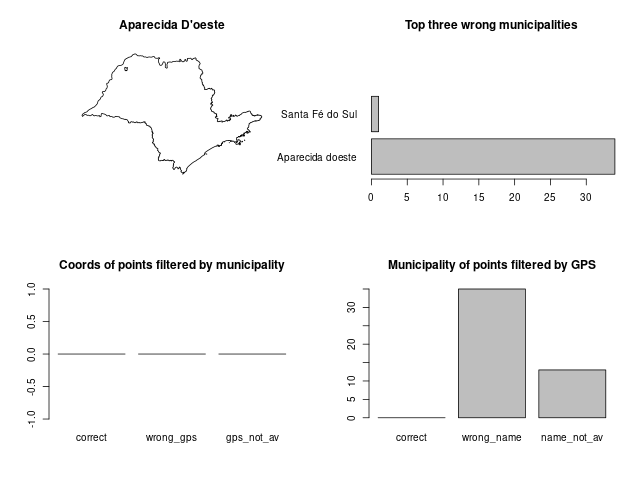 Aparecida D'oeste
Top three wrong municipalities
Santa Fé do Sul
Aparecida doeste
0 5 10 15 20 25 30
Coords of points filtered by municipality
1.0
0.5
0.0
-0.5
-1.0
correct wrong_gps gps_not_av
Municipality of points filtered by GPS
30
20
10
5
0
correct wrong_name name_not_av